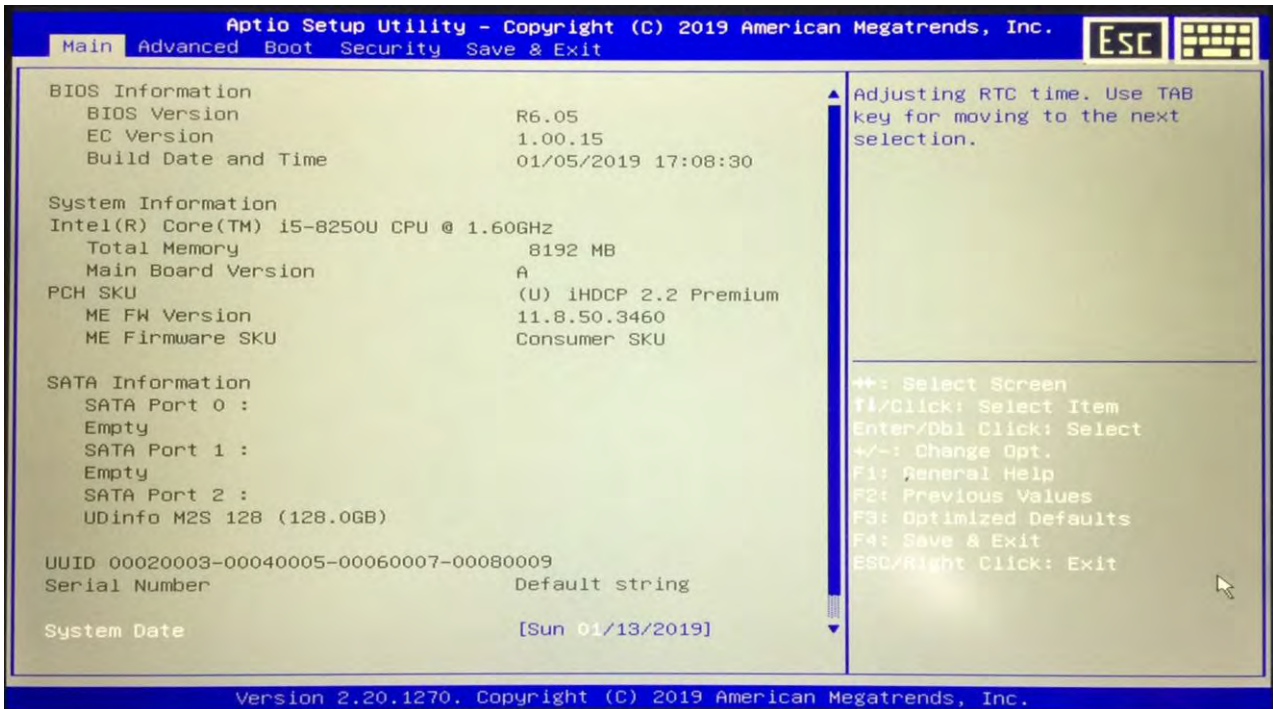 Aptio Setup Utility - Copyright (C) 2019 American Megatrends, Inc.
Main Advanced Boot Security Save & Exit
Esc
BIOS Information
BIOS Version R6.05
EC Version 1.00.15
Build Date and Time 01/05/2019 17:08:30
System Information
Intel(R) Core(TM) i5-8250U CPU @ 1.60GHz
Total Memory 8192 MB
Main Board Version A
PCH SKU (U) iHDCP 2.2 Premium
ME FW Version 11.8.50.3460
ME Firmware SKU Consumer SKU
SATA Information
SATA Port 0 :
Empty
SATA Port 1 :
Empty
SATA Port 2 :
UDinfo M2S 128 (128.0GB)
UUID 00020003-00040005-00060007-00080009
Serial Number Default string
System Date [Sun 01/13/2019]
Adjusting RTC time. Use TAB
key for moving to the next
selection.
→←: Select Screen
↑↓/Click: Select Item
Enter/Dbl Click: Select
+/-: Change Opt.
F1: General Help
F2: Previous Values
F3: Optimized Defaults
F4: Save & Exit
ESC/Right Click: Exit
Version 2.20.1270. Copyright (C) 2019 American Megatrends, Inc.